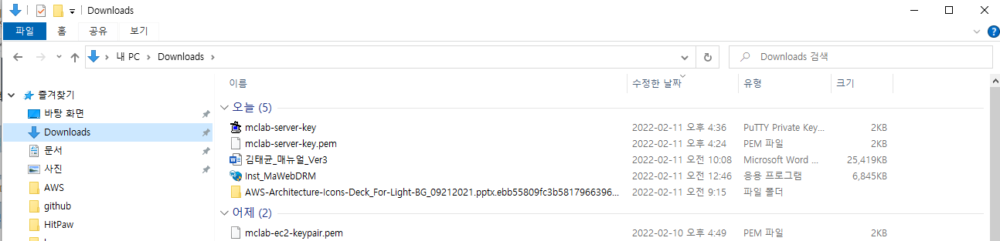 Downloads
파일 홈 공유 보기
내 PC > Downloads > Downloads 검색
이름 수정한 날짜 유형 크기
즐겨찾기
바탕 화면
Downloads
문서
사진
AWS
github
HitPaw
오늘 (5)
mclab-server-key 2022-02-11 오후 4:36 PuTTY Private Key... 2KB
mclab-server-key.pem 2022-02-11 오후 4:24 PEM 파일 2KB
김태균_매뉴얼_Ver3 2022-02-11 오전 10:08 Microsoft Word ... 25,419KB
Inst_MaWebDRM 2022-02-11 오전 12:46 응용 프로그램 6,845KB
AWS-Architecture-Icons-Deck_For-Light-BG_09212021.pptx.ebb55809fc3b5817966396... 2022-02-11 오전 9:15 파일 폴더
어제 (2)
mclab-ec2-keypair.pem 2022-02-10 오후 4:49 PEM 파일 2KB